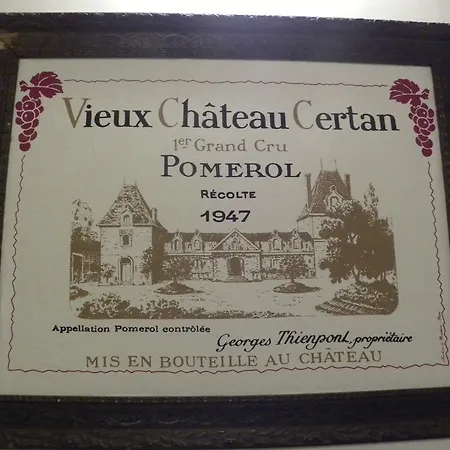 Vieux Château Certan
1er Grand Cru
POMEROL
RÉCOLTE
1947
Appellation Pomerol contrôlée
Georges Thienpont, propriétaire
MIS EN BOUTEILLE AU CHÂTEAU